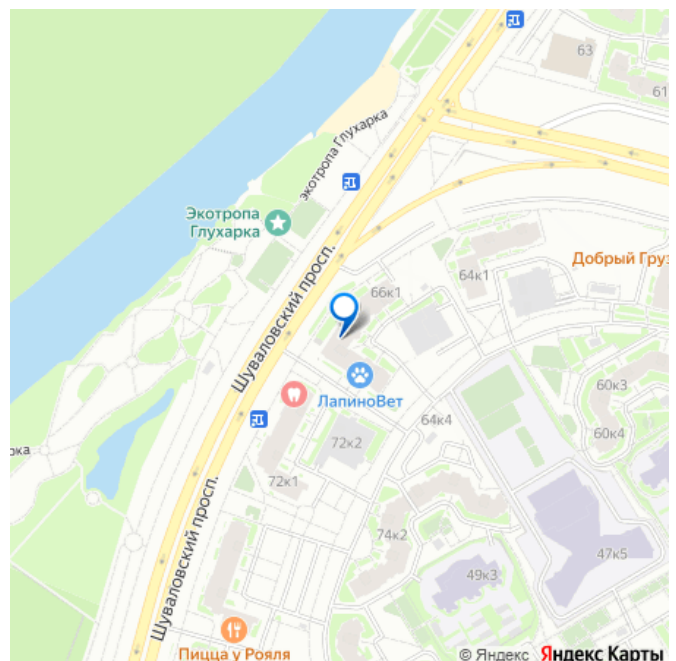 63
61
экотропа Глухарка
Экотропа
Глухарка
64к1
Добрый Груз
66к1
Шуваловский просп.
ЛапиноВет
60к3
64к4
60к4
72к2
рка
72к1
74к2
47к5
49к3
Шуваловский просп.
Пицца у Рояля
© Яндекс Яндекс Карты